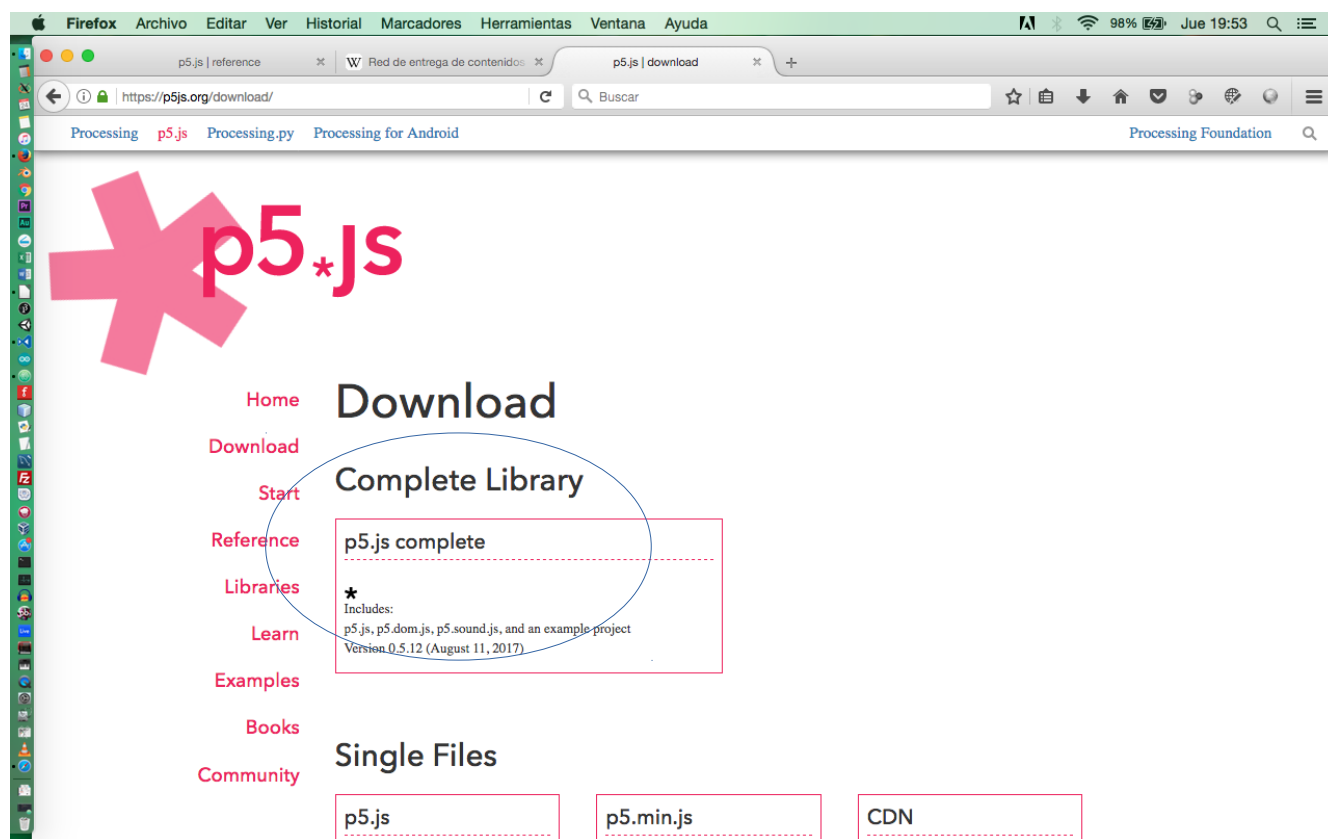 Firefox Archivo Editar Ver Historial Marcadores Herramientas Ventana Ayuda 98% Jue 19:53
p5.js | reference W Red de entrega de contenidos p5.js | download
https://p5js.org/download/ Buscar
Processing p5.js Processing.py Processing for Android Processing Foundation
p5*js
Home
Download
Start
Reference
Libraries
Learn
Examples
Books
Community
Download
Complete Library
p5.js complete
*
Includes:
p5.js, p5.dom.js, p5.sound.js, and an example project
Version 0.5.12 (August 11, 2017)
Single Files
p5.js p5.min.js CDN